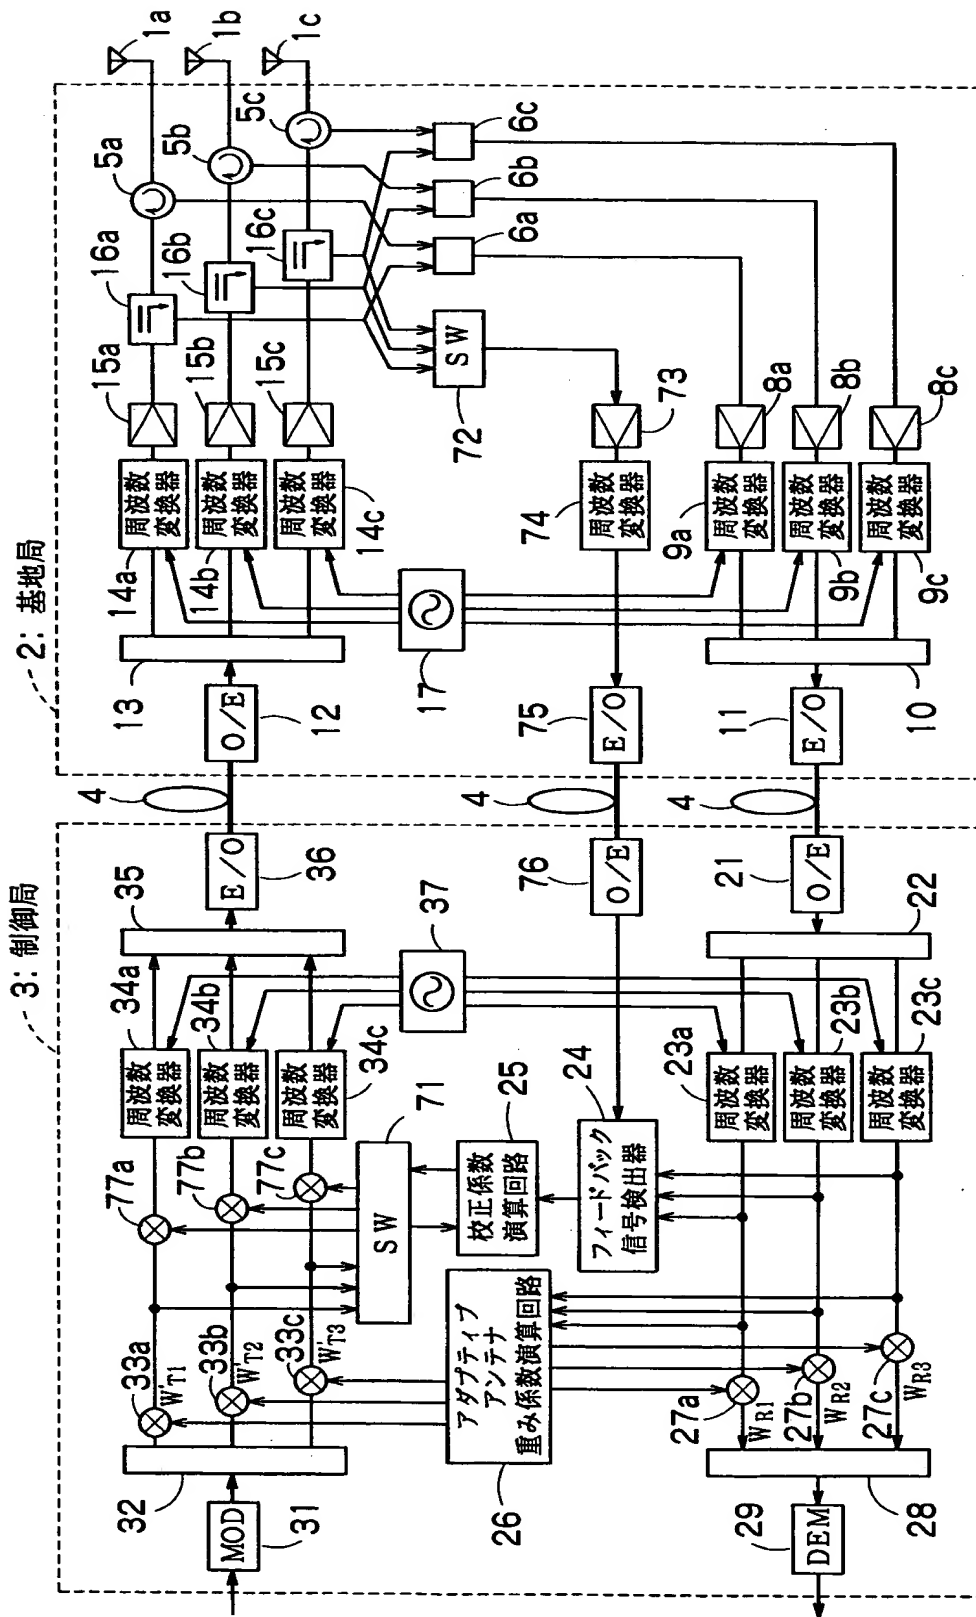 3：制御局
2：基地局
32
33a
W'T1
77a
34a
35
13
14a
15a
16a
5a
1a
周波数
変換器
周波数
変換器
MOD
31
33b
W'T2
77b
34b
周波数
変換器
E/O
36
4
O/E
12
14b
周波数
変換器
15b
16b
5b
1b
33c
W'T3
77c
34c
周波数
変換器
14c
周波数
変換器
15c
16c
5c
1c
SW
71
37
17
SW
72
6a
6b
6c
26
アダプティブ
アンテナ
重み係数演算回路
校正係数
演算回路
25
フィードバック
信号検出器
24
O/E
76
4
E/O
75
周波数
変換器
74
73
27a
WR1
23a
周波数
変換器
周波数
変換器
9a
8a
29
DEM
27b
WR2
23b
周波数
変換器
O/E
21
4
E/O
11
周波数
変換器
9b
8b
28
27c
WR3
23c
周波数
変換器
22
10
周波数
変換器
9c
8c